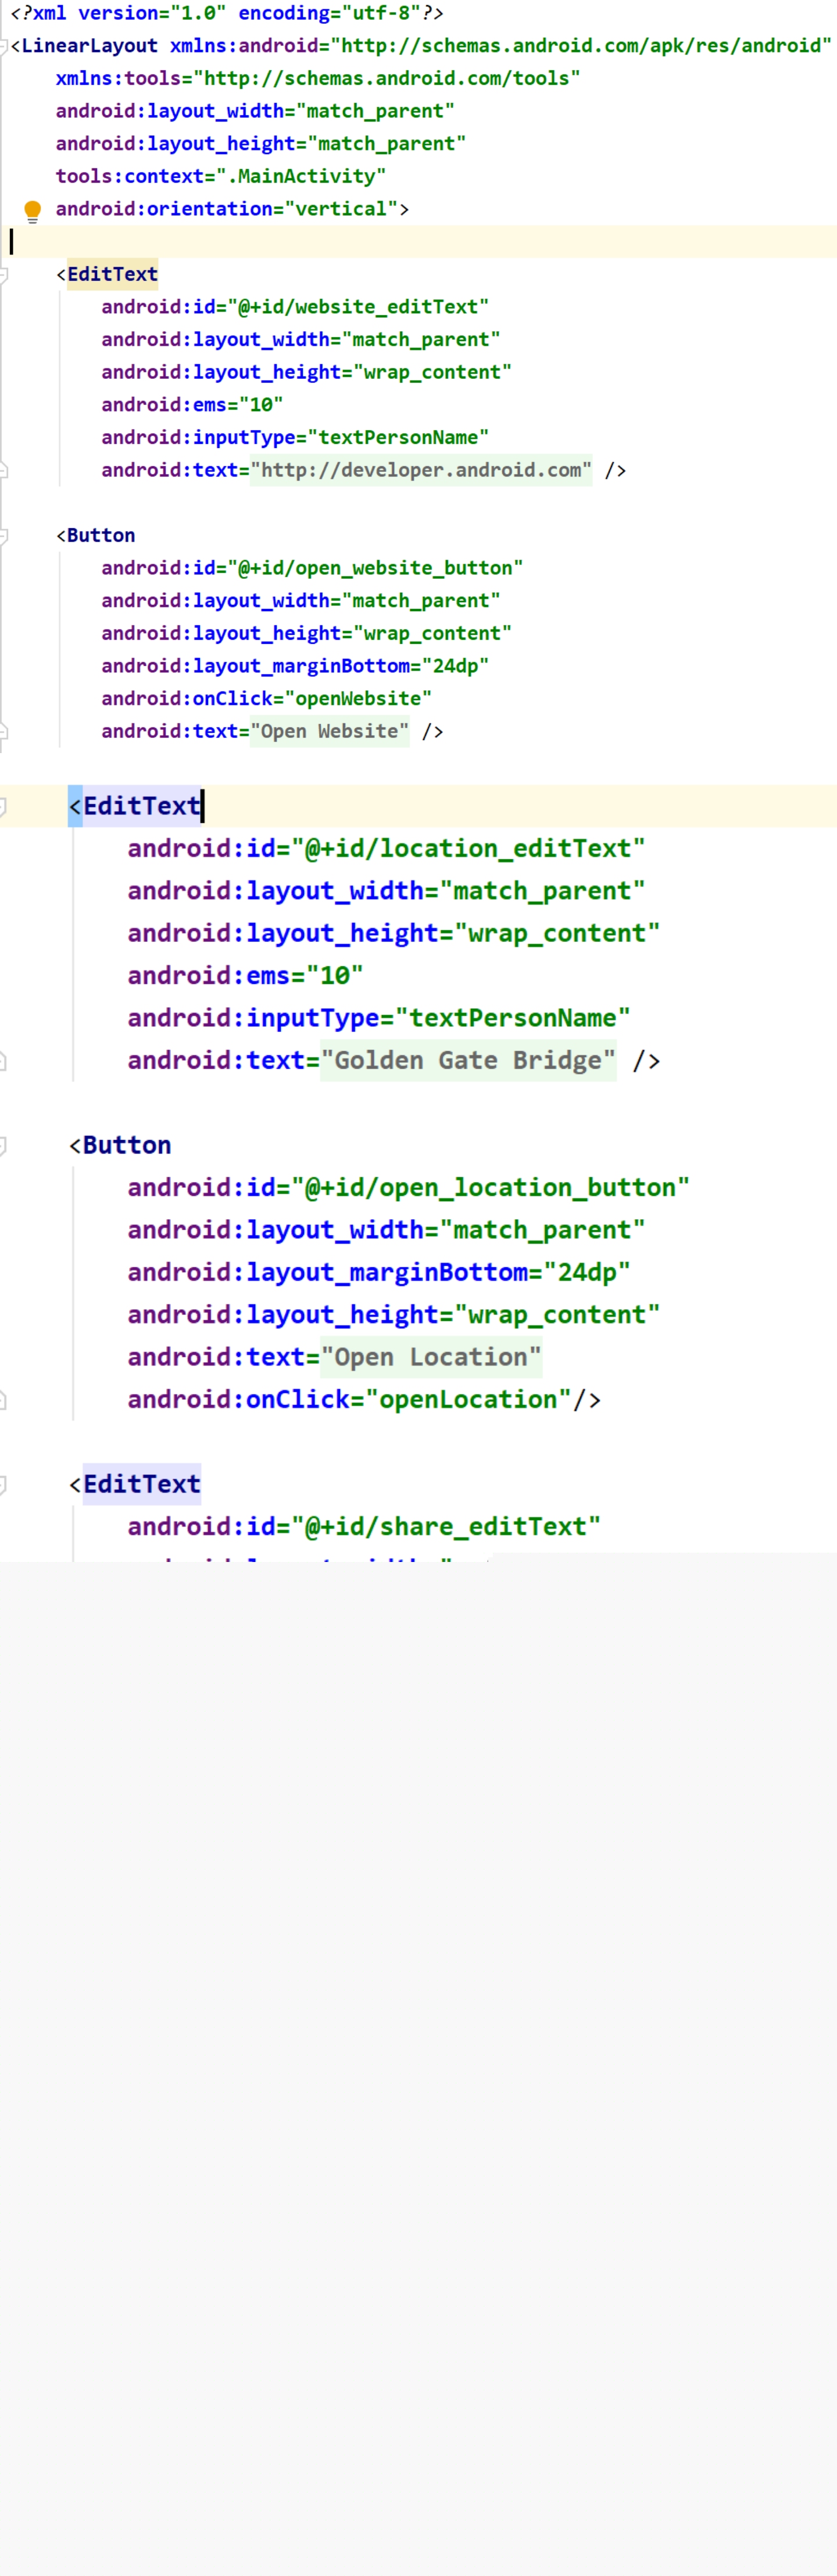 <?xml version="1.0" encoding="utf-8"?>
<LinearLayout xmlns:android="http://schemas.android.com/apk/res/android"
    xmlns:tools="http://schemas.android.com/tools"
    android:layout_width="match_parent"
    android:layout_height="match_parent"
    tools:context=".MainActivity"
    android:orientation="vertical">

    <EditText
        android:id="@+id/website_editText"
        android:layout_width="match_parent"
        android:layout_height="wrap_content"
        android:ems="10"
        android:inputType="textPersonName"
        android:text="http://developer.android.com" />

    <Button
        android:id="@+id/open_website_button"
        android:layout_width="match_parent"
        android:layout_height="wrap_content"
        android:layout_marginBottom="24dp"
        android:onClick="openWebsite"
        android:text="Open Website" />

    <EditText
        android:id="@+id/location_editText"
        android:layout_width="match_parent"
        android:layout_height="wrap_content"
        android:ems="10"
        android:inputType="textPersonName"
        android:text="Golden Gate Bridge" />

    <Button
        android:id="@+id/open_location_button"
        android:layout_width="match_parent"
        android:layout_marginBottom="24dp"
        android:layout_height="wrap_content"
        android:text="Open Location"
        android:onClick="openLocation"/>

    <EditText
        android:id="@+id/share_editText"